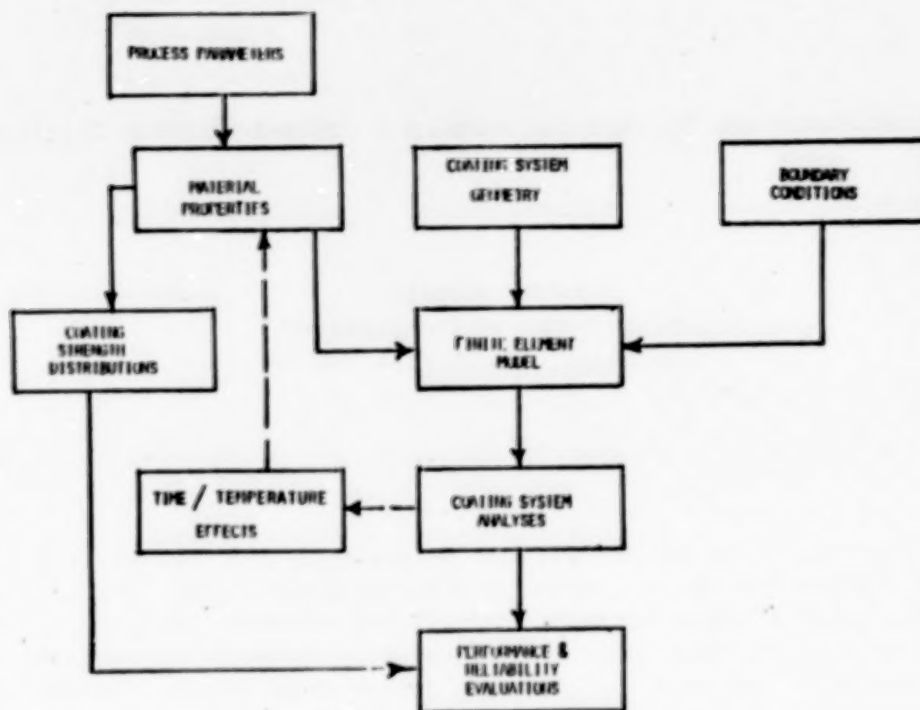 PROCESS PARAMETERS
MATERIAL
PROPERTIES
COATING SYSTEM
GEOMETRY
BOUNDARY
CONDITIONS
COATING
STRENGTH
DISTRIBUTIONS
FINITE ELEMENT
MODEL
TIME / TEMPERATURE
EFFECTS
COATING SYSTEM
ANALYSES
PERFORMANCE &
RELIABILITY
EVALUATIONS